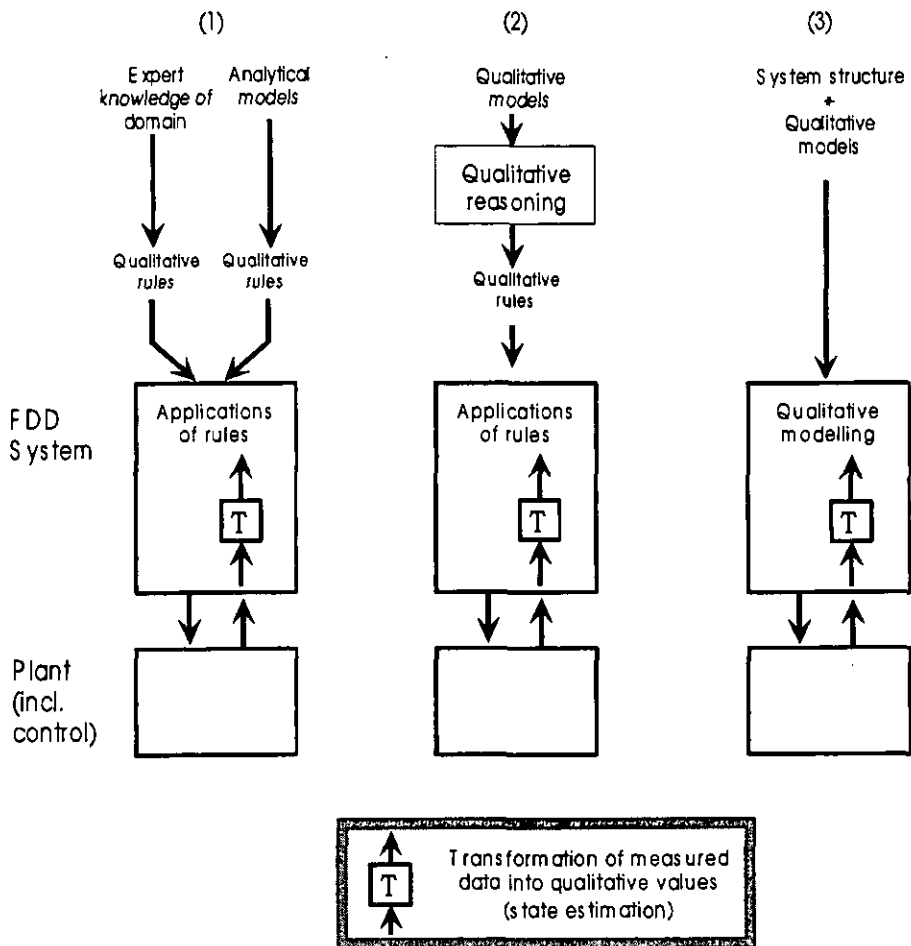 (1)
(2)
(3)
Expert
knowledge of
domain
Analytical
models
Qualitative
models
System structure
+
Qualitative
models
Qualitative
reasoning
Qualitative
rules
Qualitative
rules
Qualitative
rules
FDD
System
Applications
of rules
T
Applications
of rules
T
Qualitative
modelling
T
Plant
(incl.
control)
T
Transformation of measured
data into qualitative values
(state estimation)